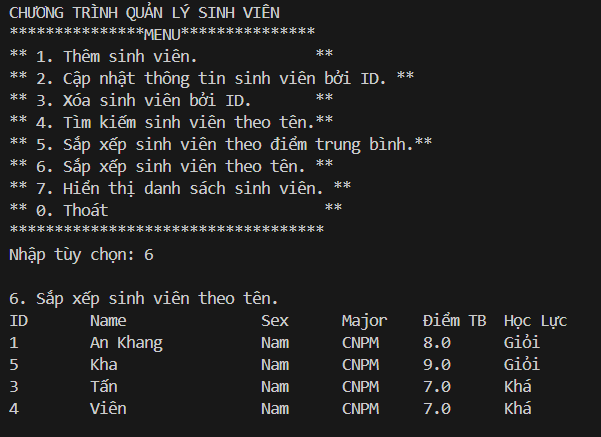 CHƯƠNG TRÌNH QUẢN LÝ SINH VIÊN
***************MENU***************
** 1. Thêm sinh viên.             **
** 2. Cập nhật thông tin sinh viên bởi ID. **
** 3. Xóa sinh viên bởi ID.       **
** 4. Tìm kiếm sinh viên theo tên.**
** 5. Sắp xếp sinh viên theo điểm trung bình.**
** 6. Sắp xếp sinh viên theo tên. **
** 7. Hiển thị danh sách sinh viên. **
** 0. Thoát                        **
***********************************
Nhập tùy chọn: 6

6. Sắp xếp sinh viên theo tên.
ID       Name               Sex      Major    Điểm TB  Học Lực
1        An Khang           Nam      CNPM     8.0      Giỏi
5        Kha                Nam      CNPM     9.0      Giỏi
3        Tấn                Nam      CNPM     7.0      Khá
4        Viên               Nam      CNPM     7.0      Khá